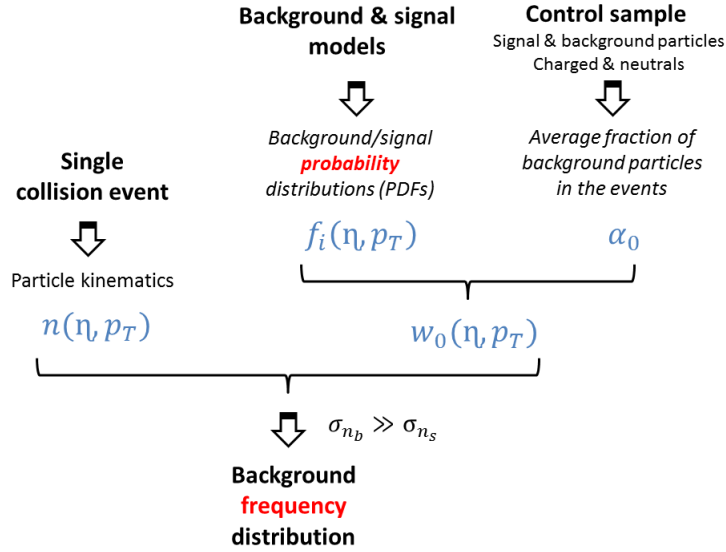 Background & signal
models
Control sample
Signal & background particles
Charged & neutrals
Background/signal
probability
distributions (PDFs)
Average fraction of
background particles
in the events
Single
collision event
f_i(η, p_T)
α_0
Particle kinematics
n(η, p_T)
w_0(η, p_T)
σ_{n_b} ≫ σ_{n_s}
Background
frequency
distribution